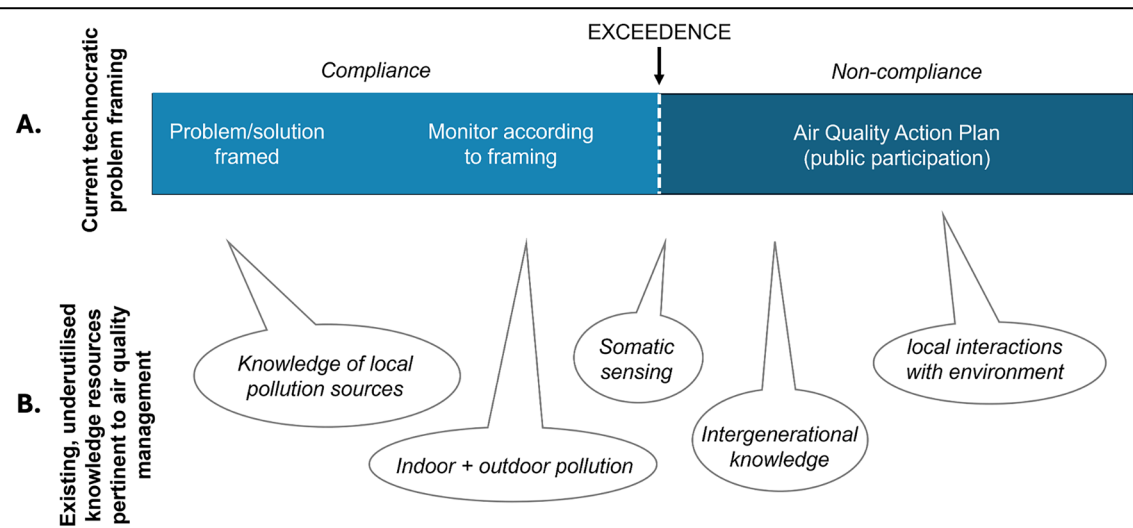 EXCEEDENCE
Compliance
Non-compliance
A.
Current technocratic
problem framing
Problem/solution
framed
Monitor according
to framing
Air Quality Action Plan
(public participation)
B.
Existing, underutilised
knowledge resources
pertinent to air quality
management
Knowledge of local
pollution sources
Indoor + outdoor pollution
Somatic
sensing
Intergenerational
knowledge
local interactions
with environment